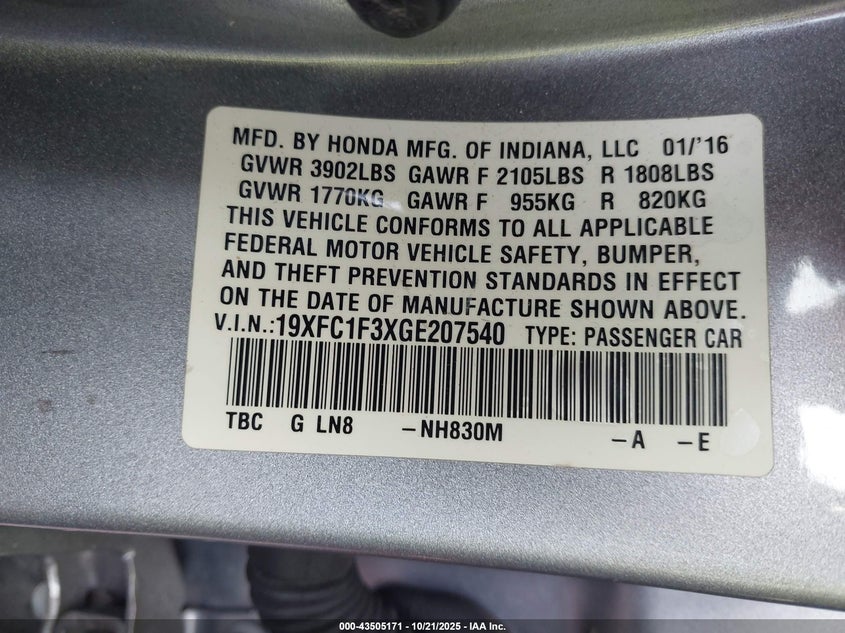 MFD. BY HONDA MFG. OF INDIANA, LLC 01/'16
GVWR 3902LBS GAWR F 2105LBS R 1808LBS
GVWR 1770KG GAWR F 955KG R 820KG
THIS VEHICLE CONFORMS TO ALL APPLICABLE
FEDERAL MOTOR VEHICLE SAFETY, BUMPER,
AND THEFT PREVENTION STANDARDS IN EFFECT
ON THE DATE OF MANUFACTURE SHOWN ABOVE.
V.I.N.:19XFC1F3XGE207540 TYPE: PASSENGER CAR
TBC G LN8 –NH830M –A –E
000-43505171 - 10/21/2025 - IAA Inc.